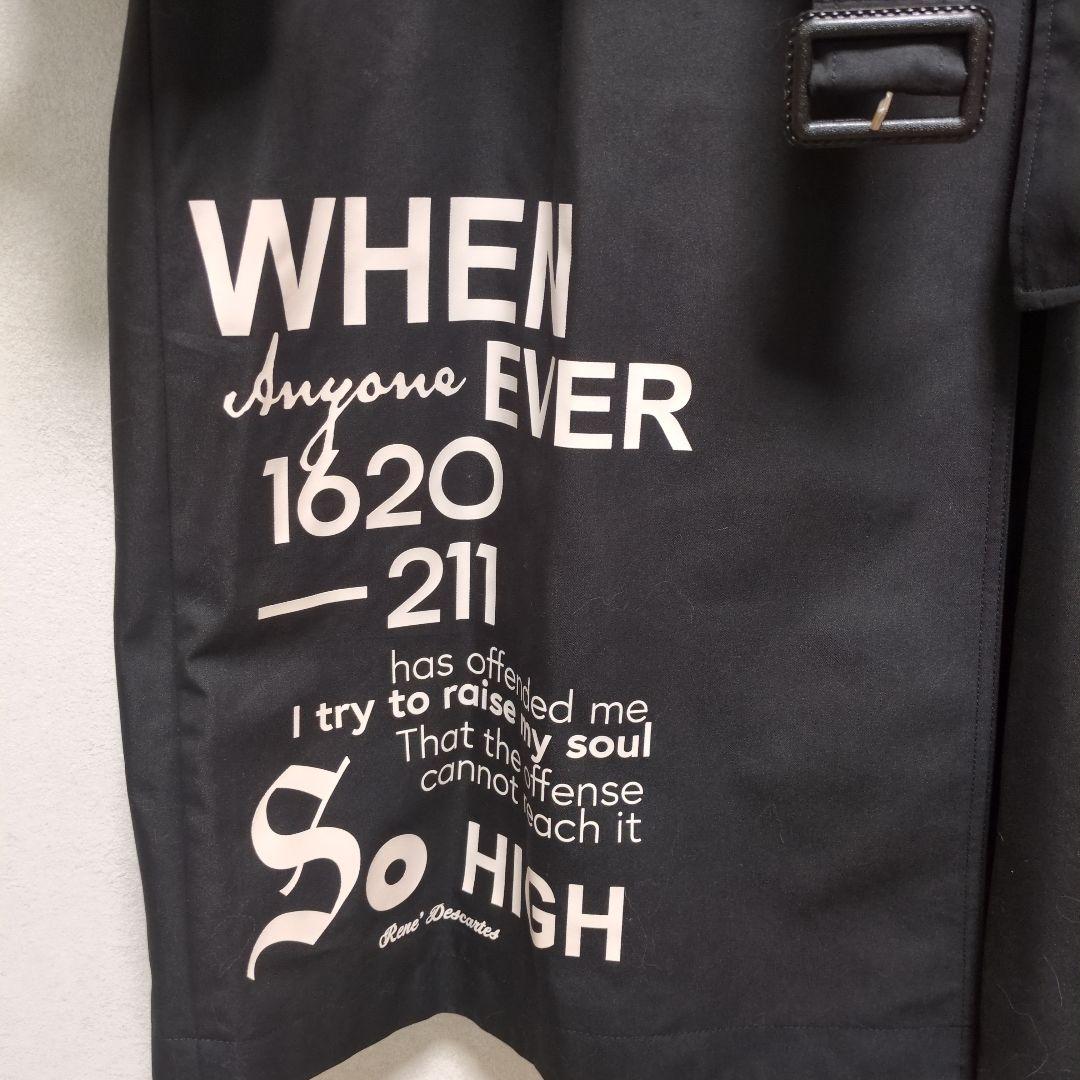 WHEN
Anyone EVER
1620
— 211
has offended me
I try to raise my soul
That the offense
cannot reach it
So HIGH
Rene' Descartes